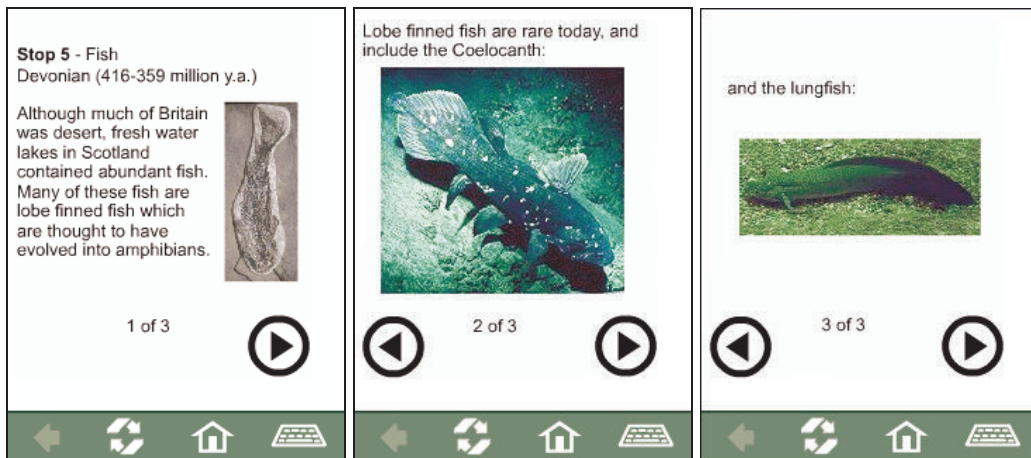 Stop 5 - Fish
Devonian (416-359 million y.a.)
Although much of Britain
was desert, fresh water
lakes in Scotland
contained abundant fish.
Many of these fish are
lobe finned fish which
are thought to have
evolved into amphibians.
1 of 3
Lobe finned fish are rare today, and
include the Coelocanth:
2 of 3
and the lungfish:
3 of 3